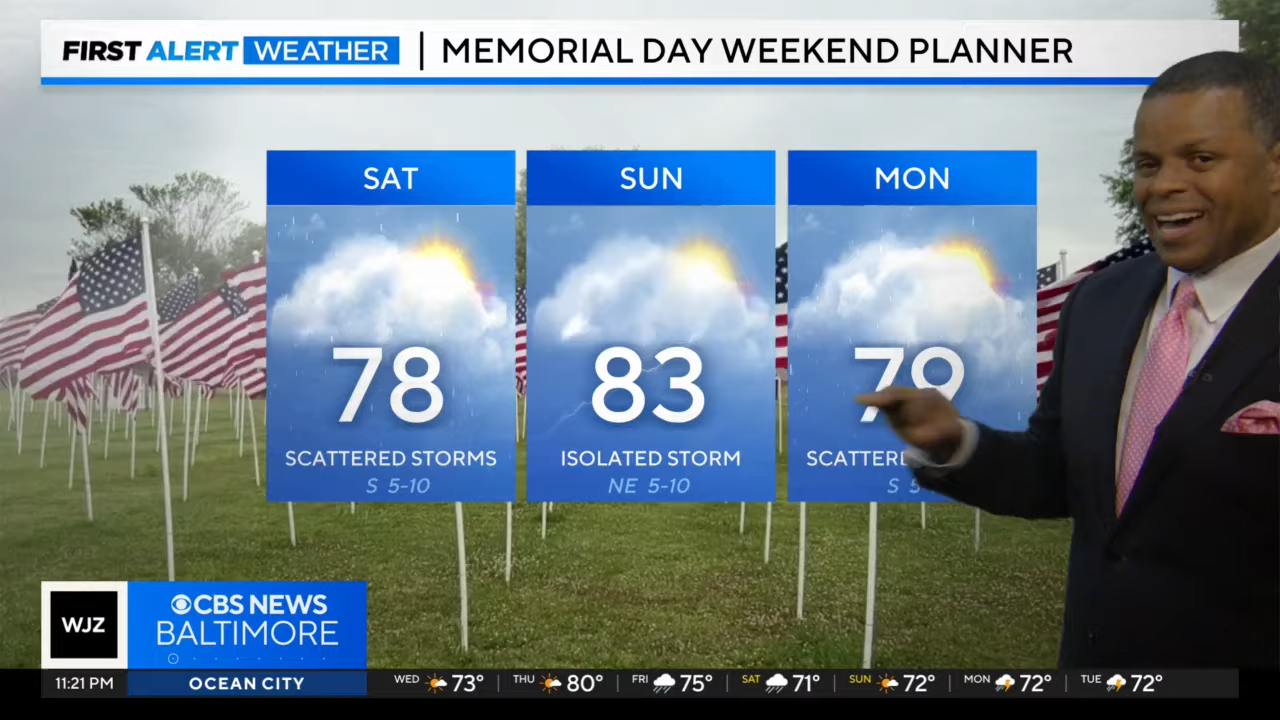 FIRST ALERT WEATHER | MEMORIAL DAY WEEKEND PLANNER
SAT
78
SCATTERED STORMS
S 5-10
SUN
83
ISOLATED STORM
NE 5-10
MON
79
WJZ
CBS NEWS
BALTIMORE
11:21 PM
OCEAN CITY
WED 73° | THU 80° | FRI 75° | SAT 71° | SUN 72° | MON 72° | TUE 72°